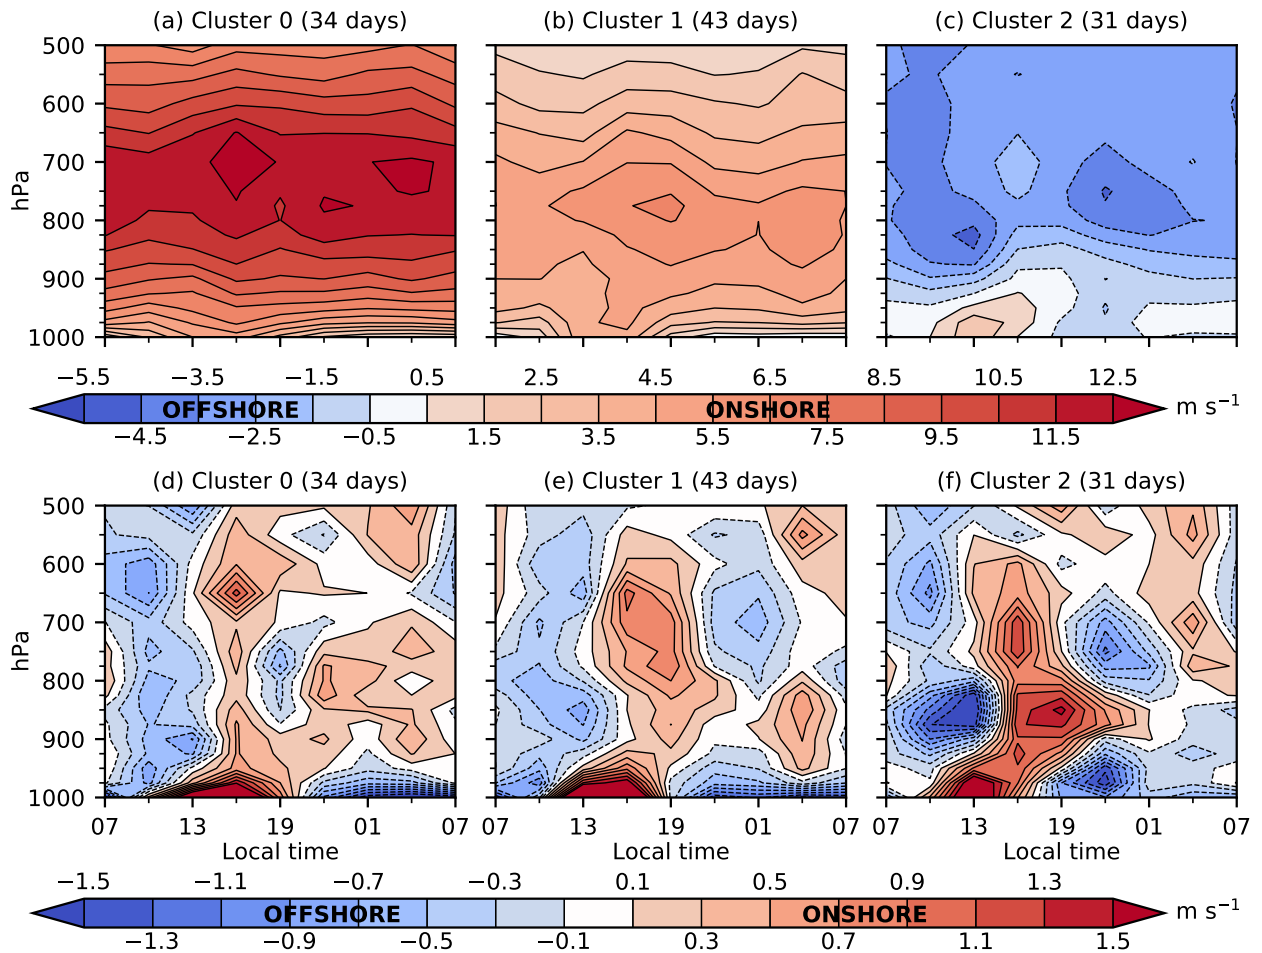 (a) Cluster 0 (34 days)
(b) Cluster 1 (43 days)
(c) Cluster 2 (31 days)
500
600
700
800
900
1000
hPa
−5.5 −3.5 −1.5 0.5 2.5 4.5 6.5 8.5 10.5 12.5
OFFSHORE ONSHORE m s−1
−4.5 −2.5 −0.5 1.5 3.5 5.5 7.5 9.5 11.5
(d) Cluster 0 (34 days)
(e) Cluster 1 (43 days)
(f) Cluster 2 (31 days)
500
600
700
800
900
1000
hPa
07 13 19 01 07 13 19 01 07 13 19 01 07
Local time Local time Local time
−1.5 −1.1 −0.7 −0.3 0.1 0.5 0.9 1.3
OFFSHORE ONSHORE m s−1
−1.3 −0.9 −0.5 −0.1 0.3 0.7 1.1 1.5